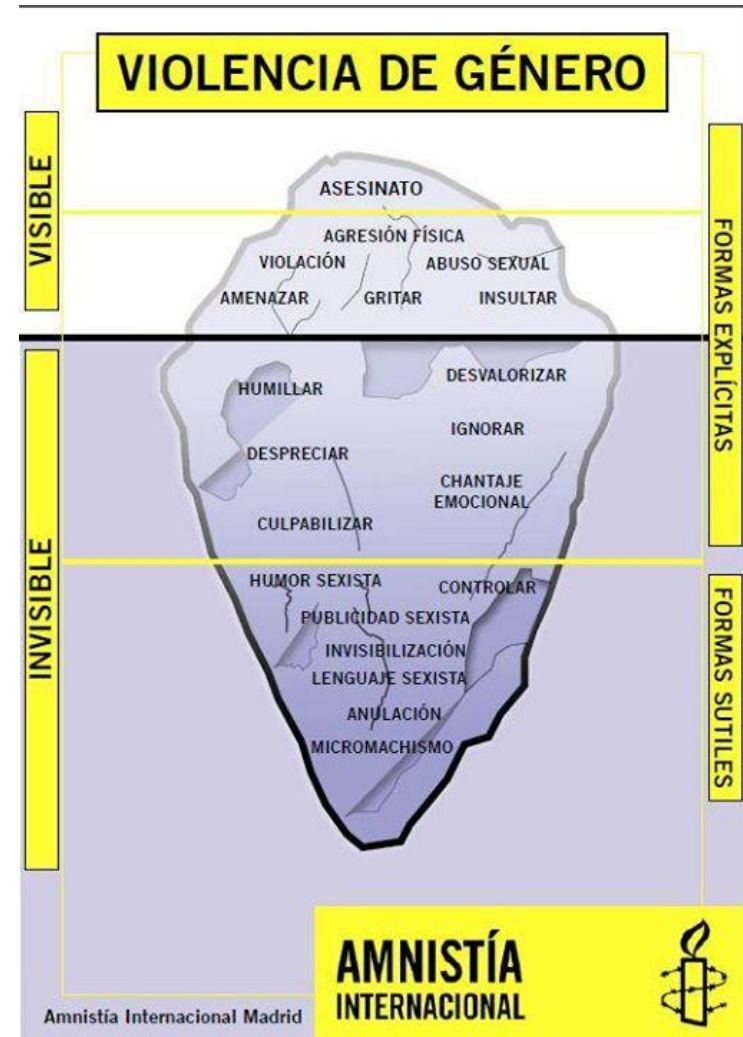 VIOLENCIA DE GÉNERO
VISIBLE
FORMAS EXPLÍCITAS
ASESINATO
AGRESIÓN FÍSICA
VIOLACIÓN
ABUSO SEXUAL
AMENAZAR
GRITAR
INSULTAR
INVISIBLE
HUMILLAR
DESVALORIZAR
IGNORAR
DESPRECIAR
CHANTAJE
EMOCIONAL
CULPABILIZAR
FORMAS SUTILES
HUMOR SEXISTA
CONTROLAR
PUBLICIDAD SEXISTA
INVISIBILIZACIÓN
LENGUAJE SEXISTA
ANULACIÓN
MICROMACHISMO
AMNISTÍA
INTERNACIONAL
Amnistía Internacional Madrid